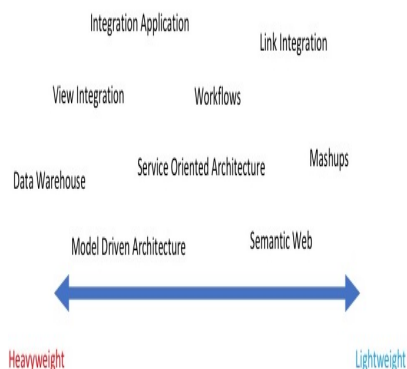 Integration Application
Link Integration
View Integration
Workflows
Mashups
Service Oriented Architecture
Data Warehouse
Semantic Web
Model Driven Architecture
Heavyweight
Lightweight